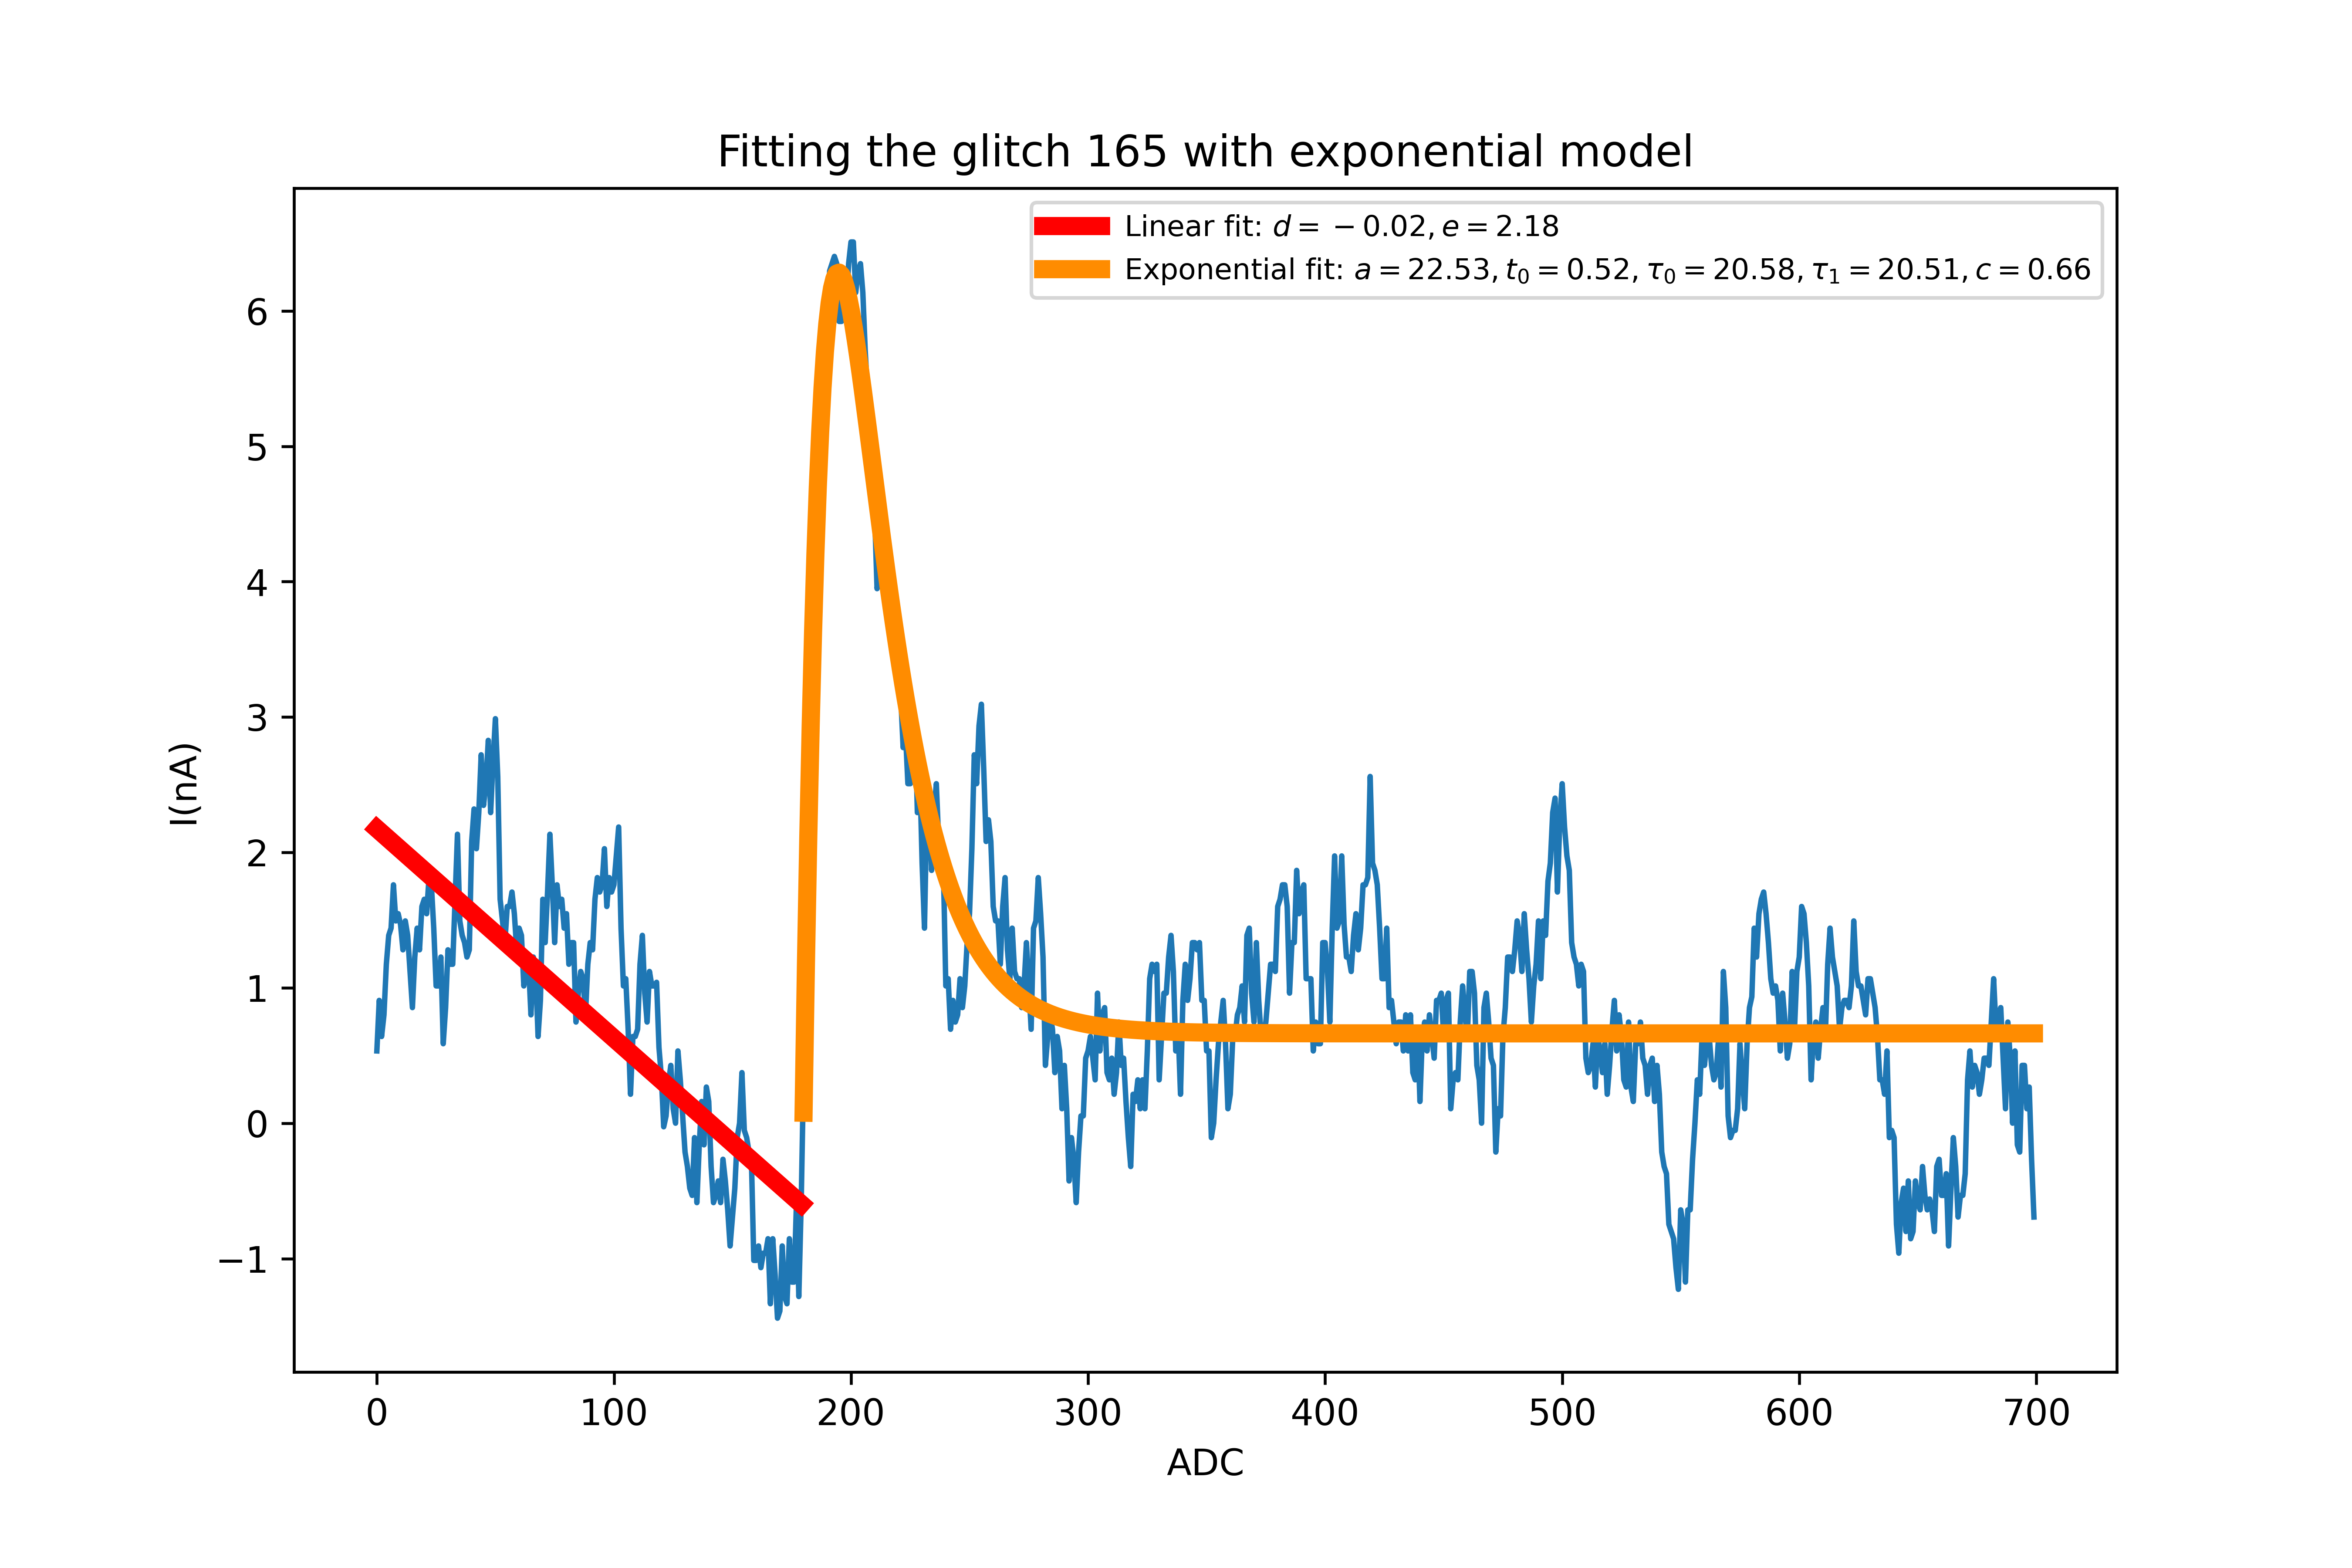 Fitting the glitch 165 with exponential model
Linear fit: d = −0.02, e = 2.18
Exponential fit: a = 22.53, t₀ = 0.52, τ₀ = 20.58, τ₁ = 20.51, c = 0.66
6
5
4
3
2
1
0
−1
I(nA)
0 100 200 300 400 500 600 700
ADC